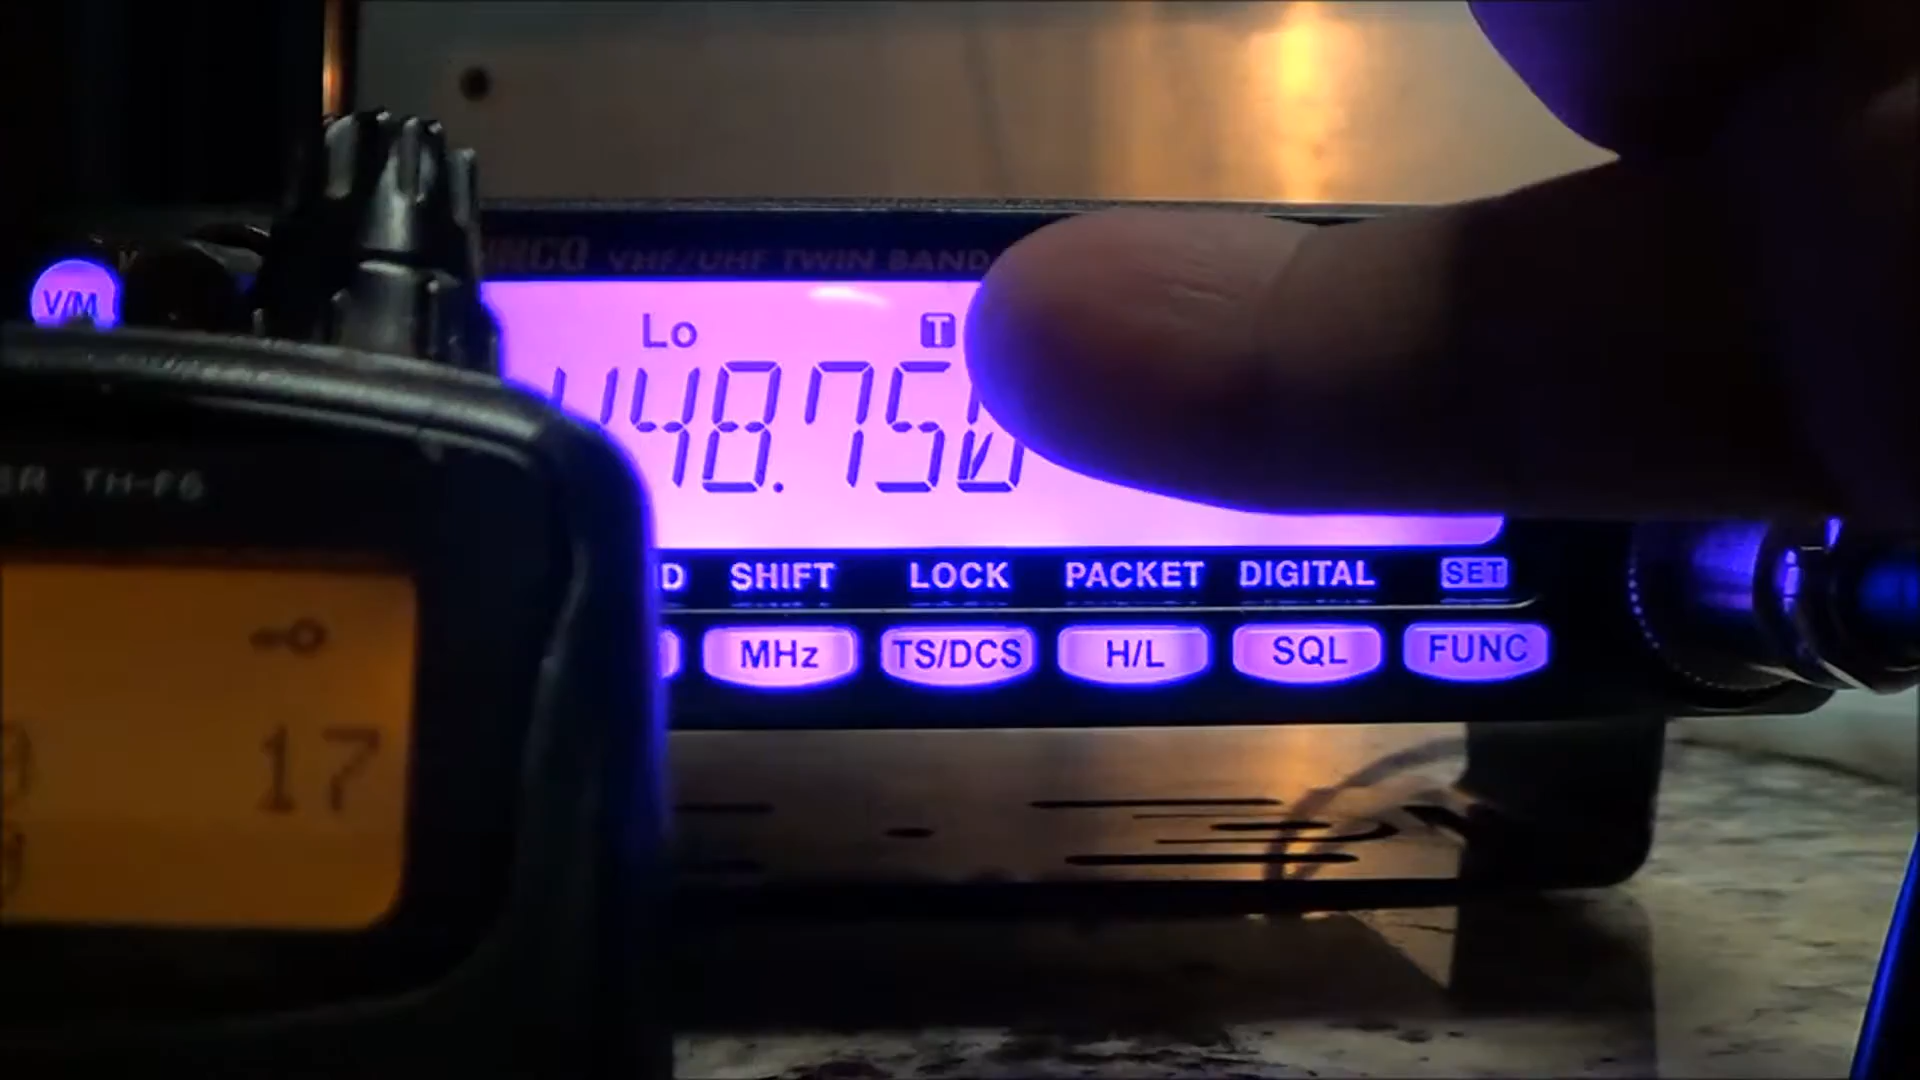 VHF/UHF TWIN BAND
V/M
Lo T
448.750
D SHIFT LOCK PACKET DIGITAL SET
MHz TS/DCS H/L SQL FUNC
TH-F6
17